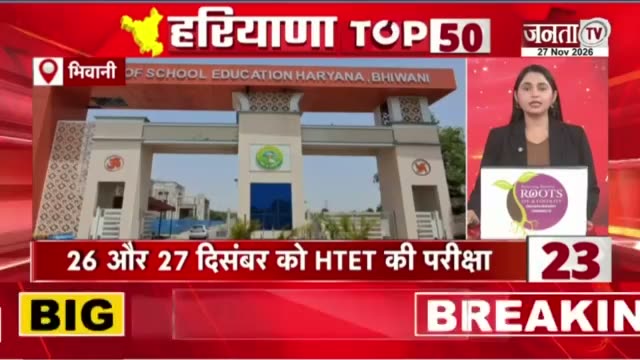 हरियाणा TOP 50
जनता TV
27 Nov 2026
भिवानी
OF SCHOOL EDUCATION HARYANA, BHIWANI
ROOTS
26 और 27 दिसंबर को HTET की परीक्षा
23
BIG
BREAKIN